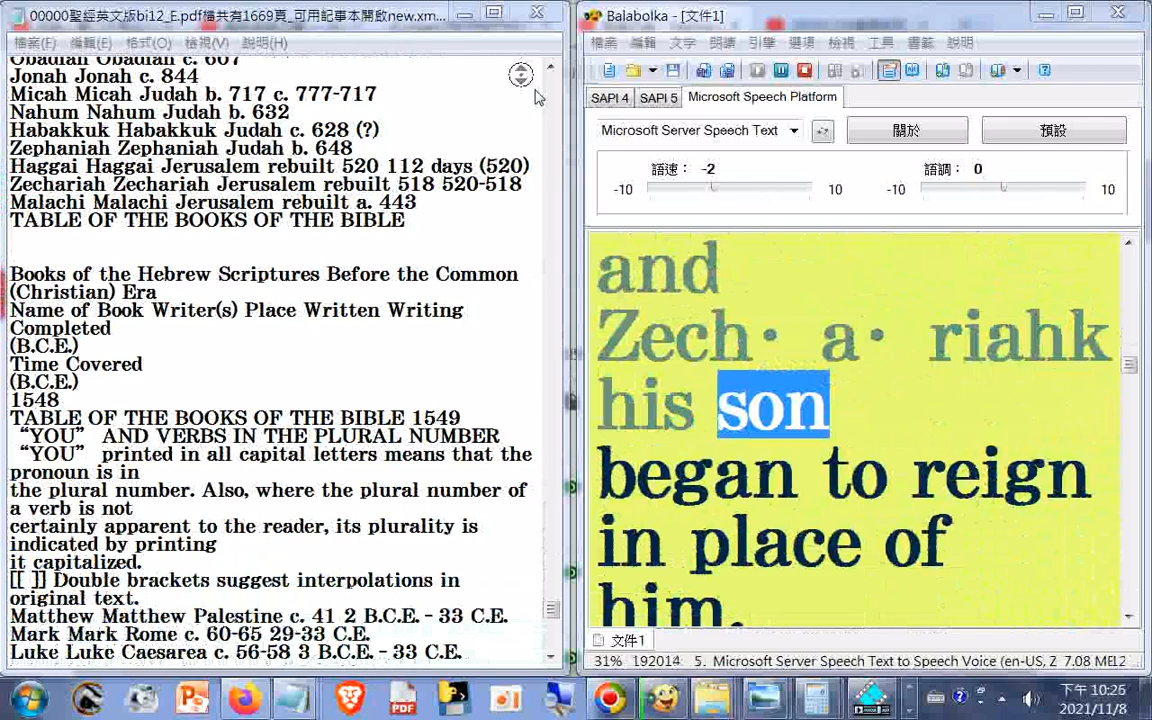 00000聖經英文版bi12_E.pdf檔共有1669頁_可用記事本開啟new.xm...
檔案(F) 編輯(E) 格式(O) 檢視(V) 說明(H)
Obadiah Obadiah c. 607
Jonah Jonah c. 844
Micah Micah Judah b. 717 c. 777-717
Nahum Nahum Judah b. 632
Habakkuk Habakkuk Judah c. 628 (?)
Zephaniah Zephaniah Judah b. 648
Haggai Haggai Jerusalem rebuilt 520 112 days (520)
Zechariah Zechariah Jerusalem rebuilt 518 520-518
Malachi Malachi Jerusalem rebuilt a. 443
TABLE OF THE BOOKS OF THE BIBLE
Books of the Hebrew Scriptures Before the Common
(Christian) Era
Name of Book Writer(s) Place Written Writing
Completed
(B.C.E.)
Time Covered
(B.C.E.)
1548
TABLE OF THE BOOKS OF THE BIBLE 1549
“YOU” AND VERBS IN THE PLURAL NUMBER
“YOU” printed in all capital letters means that the
pronoun is in
the plural number. Also, where the plural number of
a verb is not
certainly apparent to the reader, its plurality is
indicated by printing
it capitalized.
[[ ]] Double brackets suggest interpolations in
original text.
Matthew Matthew Palestine c. 41 2 B.C.E. – 33 C.E.
Mark Mark Rome c. 60-65 29-33 C.E.
Luke Luke Caesarea c. 56-58 3 B.C.E. – 33 C.E.
Balabolka - [文件1]
檔案 編輯 文字 朗讀 引擎 選項 檢視 工具 書籤 說明
SAPI 4 SAPI 5 Microsoft Speech Platform
Microsoft Server Speech Text 關於 預設
語速： -2 語調： 0
-10 10 -10 10
and
Zech· a· riahk
his son
began to reign
in place of
him.
文件1
31% 192014 5. Microsoft Server Speech Text to Speech Voice (en-US, Z 7.08 ME12
PDF
下午 10:26
2021/11/8